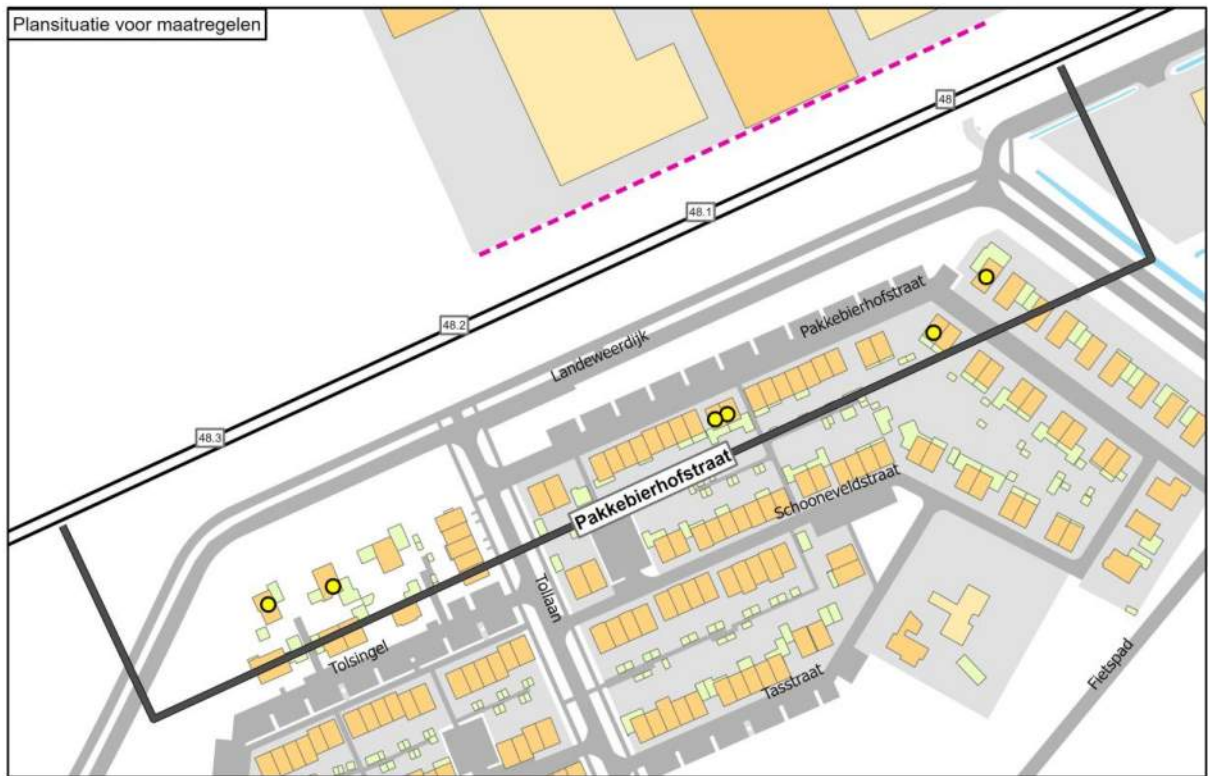 Plansituatie voor maatregelen
48
48.1
48.2
48.3
Landeweerdijk
Pakkebierhofstraat
Pakkebierhofstraat
Schooneveldstraat
Tollaan
Tolsingel
Tasstraat
Fietspad